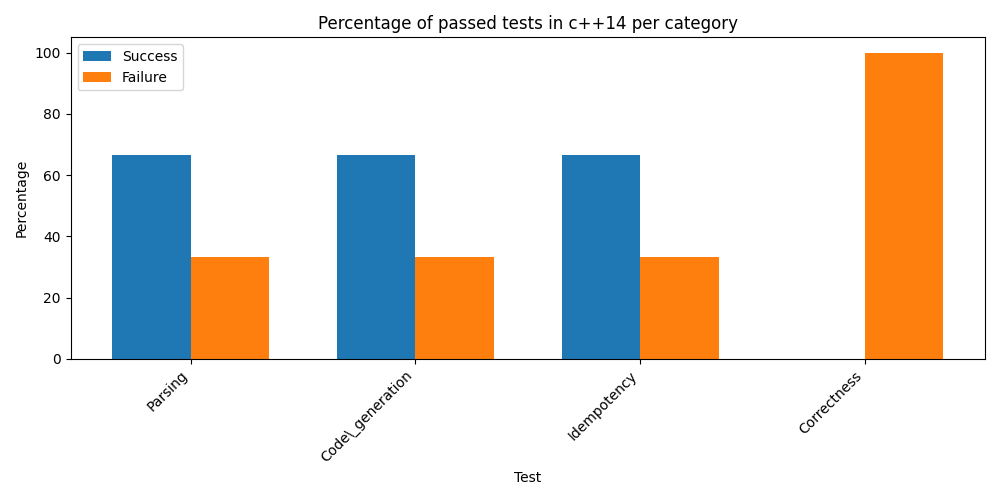 Percentage of passed tests in c++14 per category
Success
Failure
Percentage
100
80
60
40
20
0
Parsing
Code\_generation
Idempotency
Correctness
Test